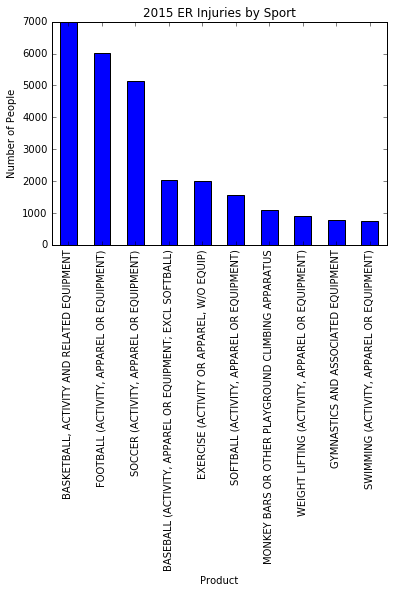 2015 ER Injuries by Sport
7000
6000
5000
4000
3000
2000
1000
0
Number of People
BASKETBALL, ACTIVITY AND RELATED EQUIPMENT
FOOTBALL (ACTIVITY, APPAREL OR EQUIPMENT)
SOCCER (ACTIVITY, APPAREL OR EQUIPMENT)
BASEBALL (ACTIVITY, APPAREL OR EQUIPMENT; EXCL SOFTBALL)
EXERCISE (ACTIVITY OR APPAREL, W/O EQUIP)
SOFTBALL (ACTIVITY, APPAREL OR EQUIPMENT)
MONKEY BARS OR OTHER PLAYGROUND CLIMBING APPARATUS
WEIGHT LIFTING (ACTIVITY, APPAREL OR EQUIPMENT)
GYMNASTICS AND ASSOCIATED EQUIPMENT
SWIMMING (ACTIVITY, APPAREL OR EQUIPMENT)
Product